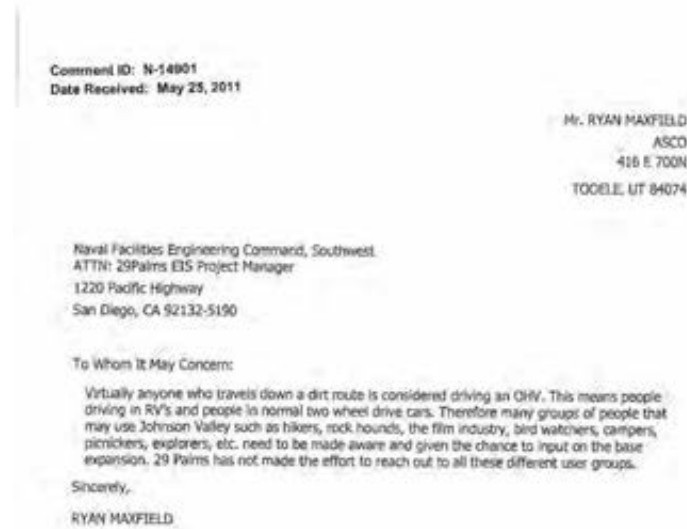 Comment ID: N-14901
Date Received: May 25, 2011
Mr. RYAN MAXFIELD
ASCO
416 E 700N
TOOELE, UT 84074
Naval Facilities Engineering Command, Southwest
ATTN: 29Palms EIS Project Manager
1220 Pacific Highway
San Diego, CA 92132-5190
To Whom It May Concern:
Virtually anyone who travels down a dirt route is considered driving an OHV. This means people
driving in RV's and people in normal two wheel drive cars. Therefore many groups of people that
may use Johnson Valley such as hikers, rock hounds, the film industry, bird watchers, campers,
picnickers, explorers, etc. need to be made aware and given the chance to input on the base
expansion. 29 Palms has not made the effort to reach out to all these different user groups.
Sincerely,
RYAN MAXFIELD